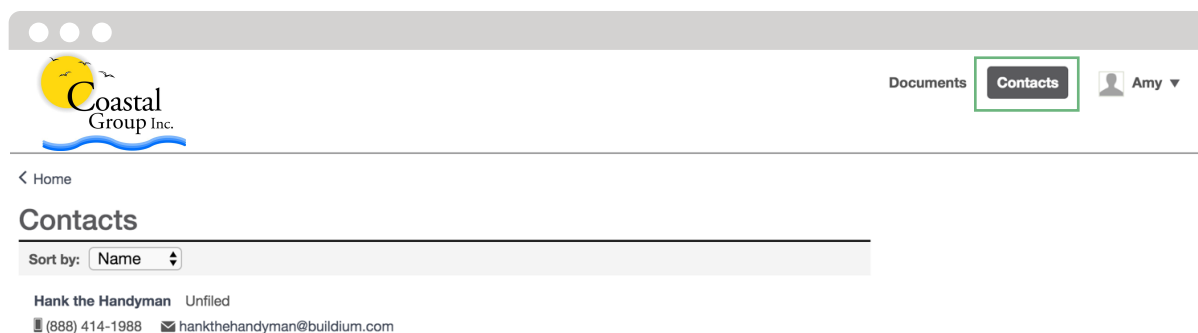 Coastal
Group Inc.
Documents Contacts Amy
Home
Contacts
Sort by: Name
Hank the Handyman Unfiled
(888) 414-1988 hankthehandyman@buildium.com